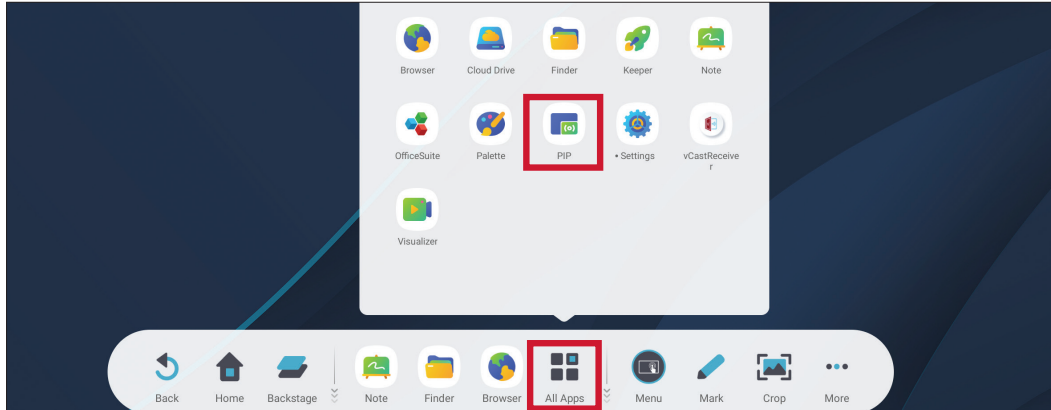 Browser Cloud Drive Finder Keeper Note
OfficeSuite Palette PIP • Settings vCastReceive
r
Visualizer
Back Home Backstage Note Finder Browser All Apps Menu Mark Crop More